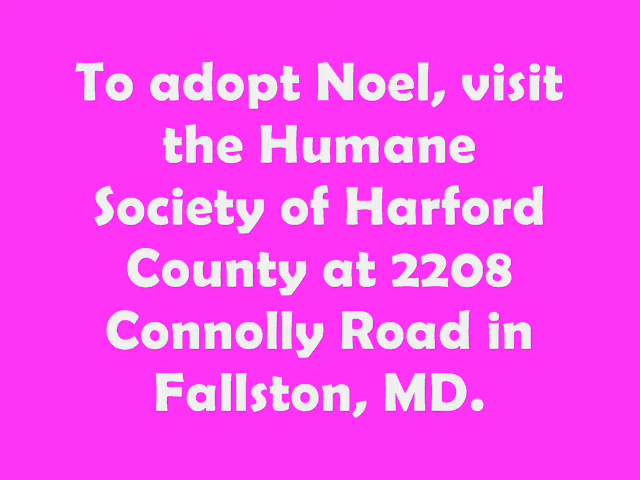 To adopt Noel, visit
the Humane
Society of Harford
County at 2208
Connolly Road in
Fallston, MD.